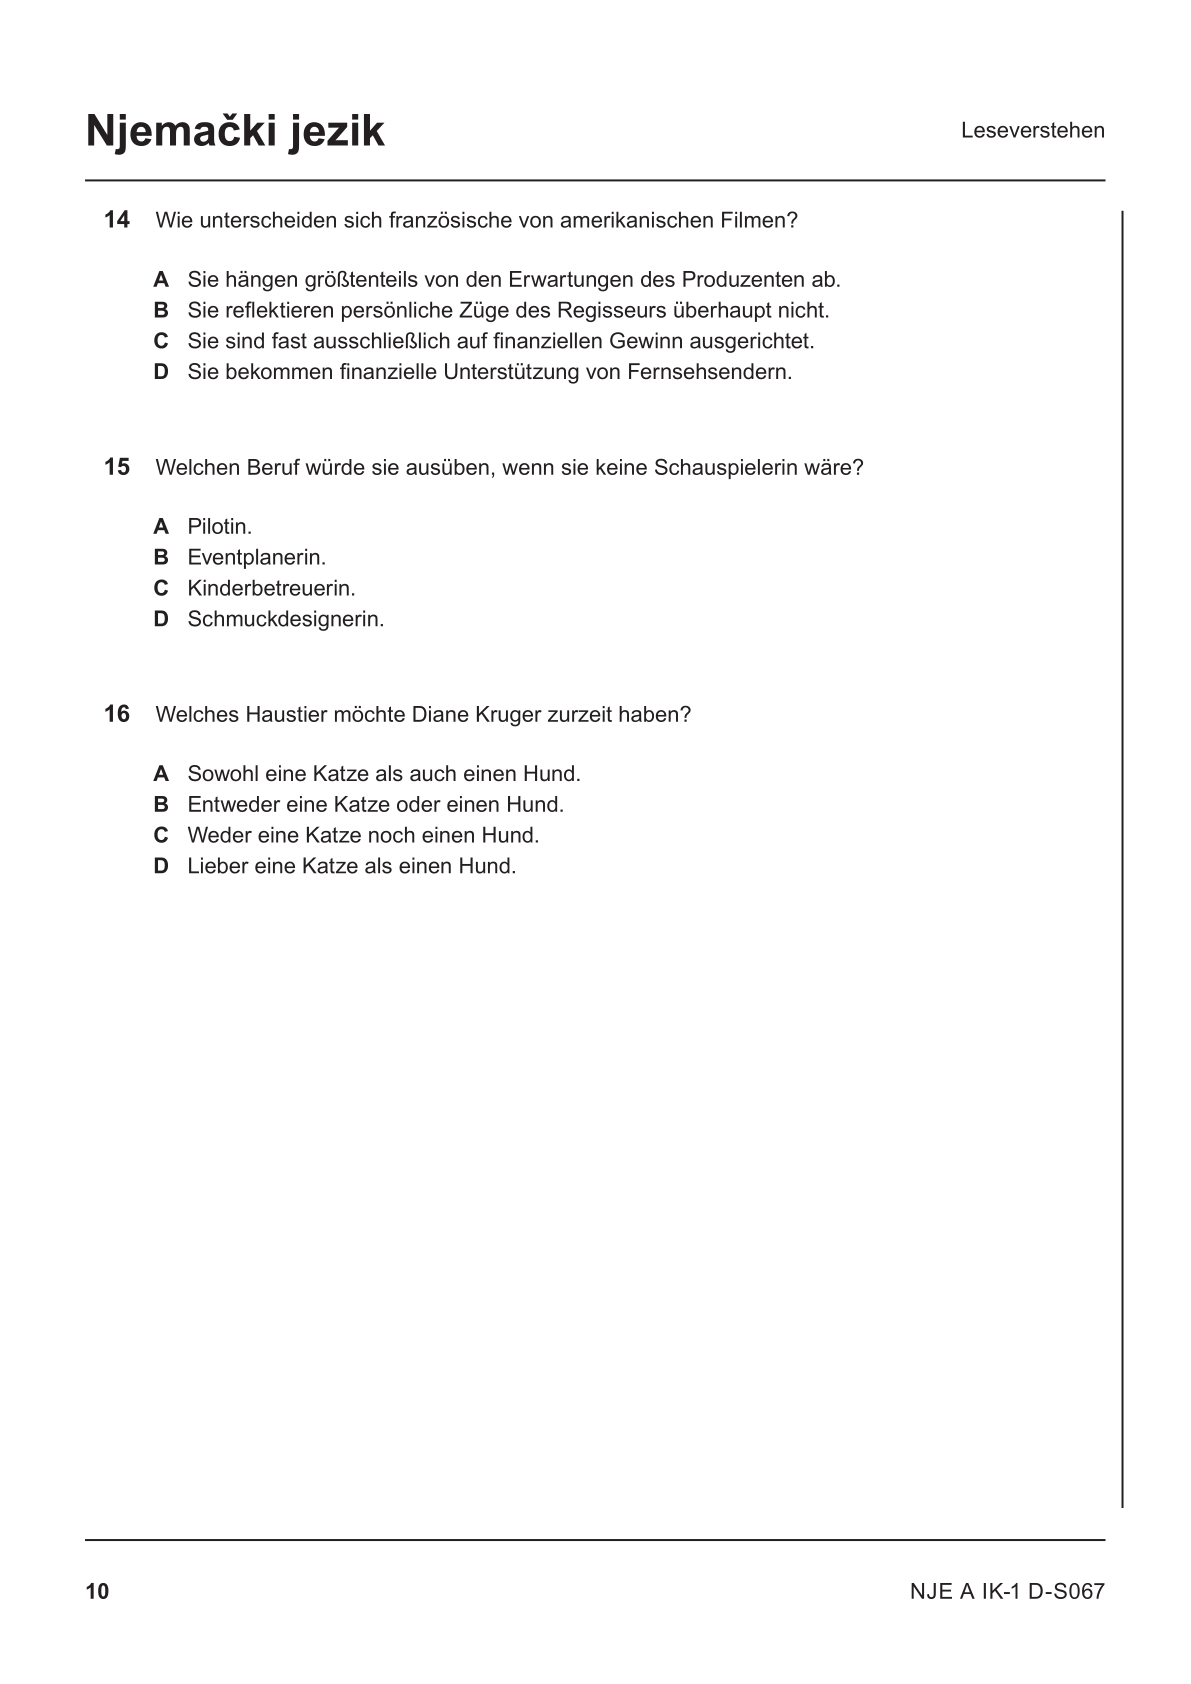 Njemački jezik
Leseverstehen
14 Wie unterscheiden sich französische von amerikanischen Filmen?
A Sie hängen größtenteils von den Erwartungen des Produzenten ab.
B Sie reflektieren persönliche Züge des Regisseurs überhaupt nicht.
C Sie sind fast ausschließlich auf finanziellen Gewinn ausgerichtet.
D Sie bekommen finanzielle Unterstützung von Fernsehsendern.
15 Welchen Beruf würde sie ausüben, wenn sie keine Schauspielerin wäre?
A Pilotin.
B Eventplanerin.
C Kinderbetreuerin.
D Schmuckdesignerin.
16 Welches Haustier möchte Diane Kruger zurzeit haben?
A Sowohl eine Katze als auch einen Hund.
B Entweder eine Katze oder einen Hund.
C Weder eine Katze noch einen Hund.
D Lieber eine Katze als einen Hund.
10
NJE A IK-1 D-S067